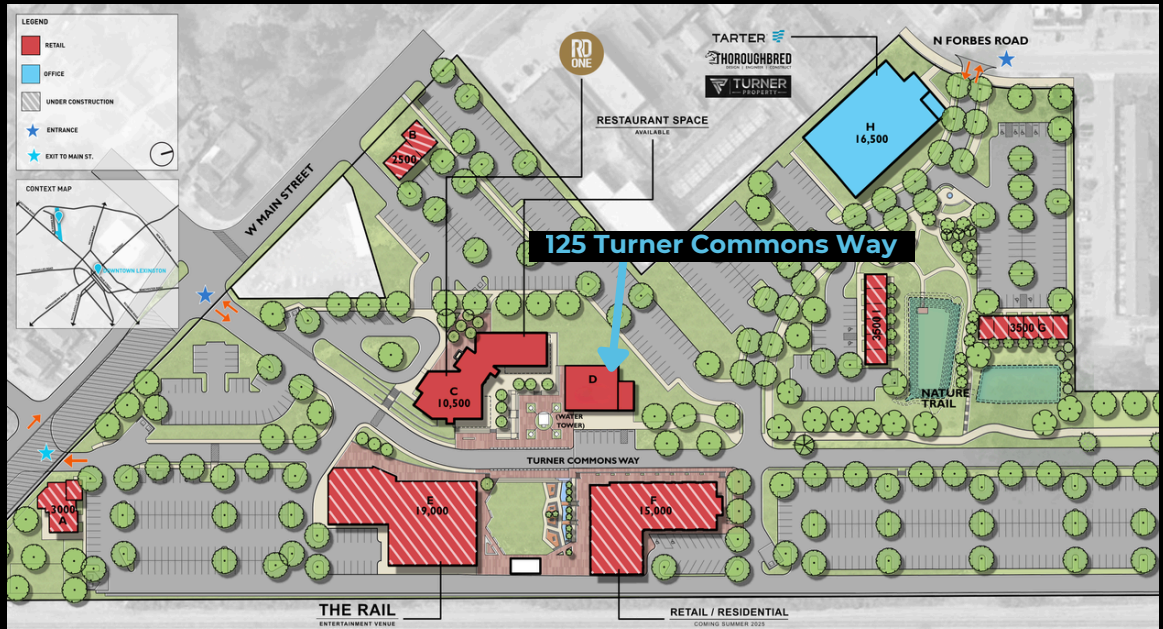 LEGEND
RETAIL
OFFICE
UNDER CONSTRUCTION
ENTRANCE
EXIT TO MAIN ST.
CONTEXT MAP
DOWNTOWN LEXINGTON
W MAIN STREET
RD
ONE
RESTAURANT SPACE
AVAILABLE
TARTER
THOROUGHBRED
DESIGN | ENGINEER | CONSTRUCT
TURNER
PROPERTY
N FORBES ROAD
B
2500
H
16,500
125 Turner Commons Way
3500 I
3500 G
NATURE
TRAIL
C
10,500
D
(WATER
TOWER)
TURNER COMMONS WAY
3000
A
E
19,000
F
15,000
THE RAIL
ENTERTAINMENT VENUE
RETAIL / RESIDENTIAL
COMING SUMMER 2025